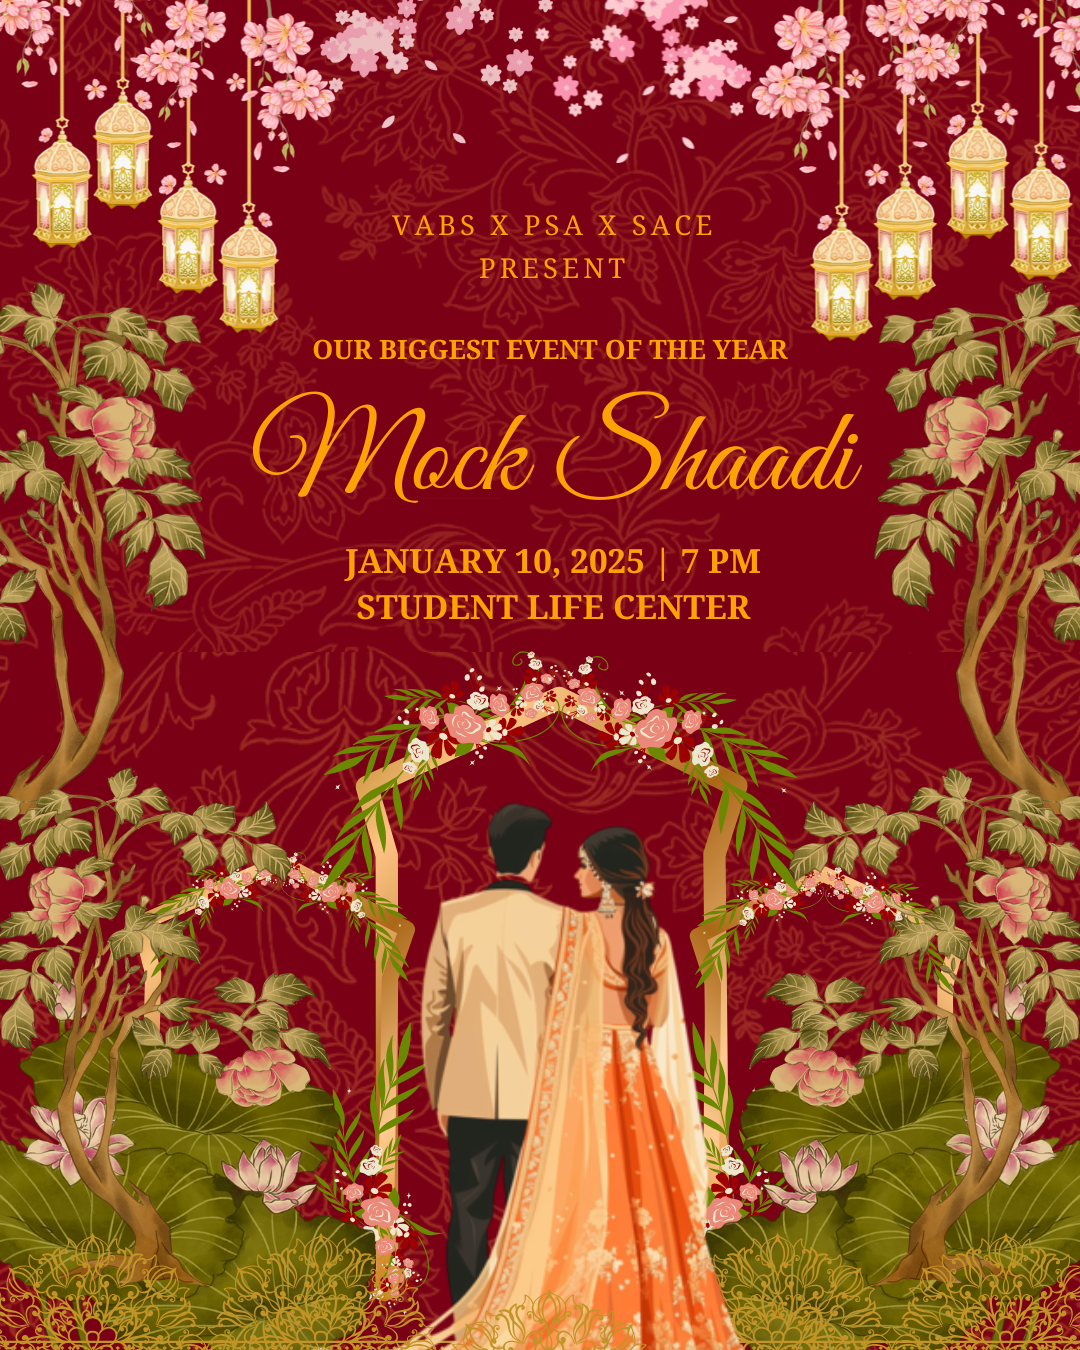 VABS X PSA X SACE
PRESENT
OUR BIGGEST EVENT OF THE YEAR
Mock Shaadi
JANUARY 10, 2025 | 7 PM
STUDENT LIFE CENTER